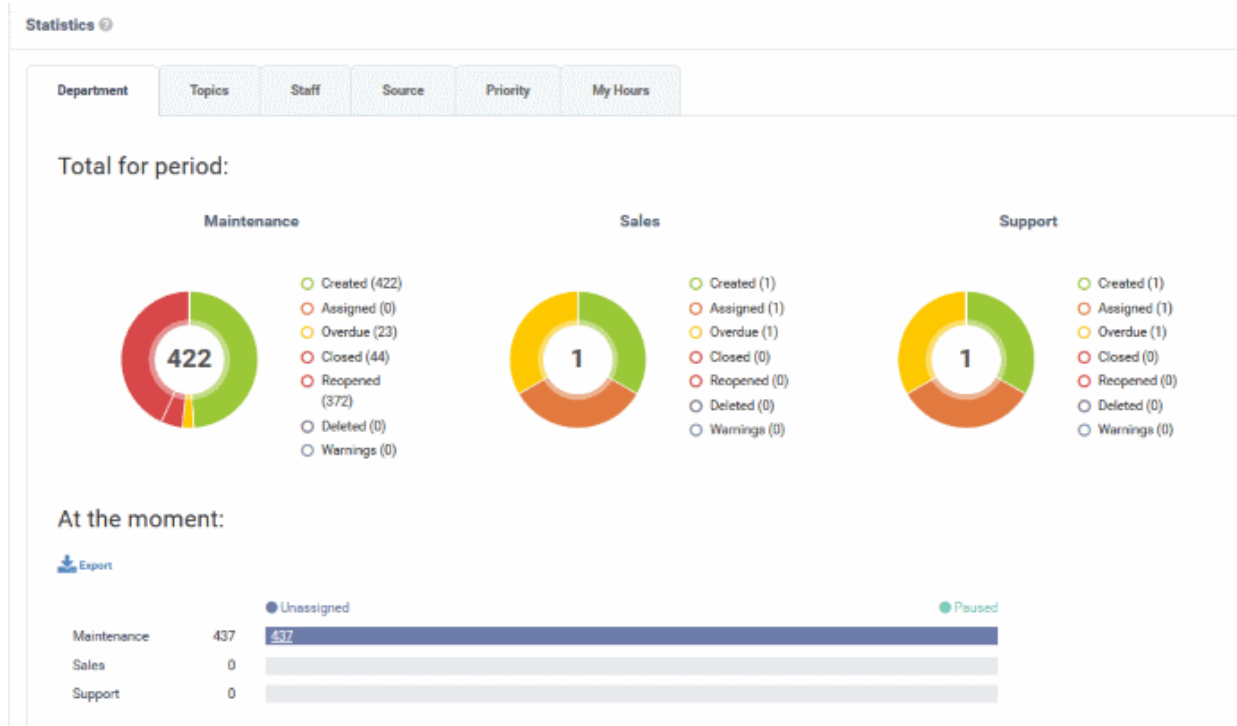 Statistics
Department Topics Staff Source Priority My Hours
Total for period:
Maintenance
422
Created (422)
Assigned (0)
Overdue (23)
Closed (44)
Reopened
(372)
Deleted (0)
Warnings (0)
Sales
1
Created (1)
Assigned (1)
Overdue (1)
Closed (0)
Reopened (0)
Deleted (0)
Warnings (0)
Support
1
Created (1)
Assigned (1)
Overdue (1)
Closed (0)
Reopened (0)
Deleted (0)
Warnings (0)
At the moment:
Export
Unassigned Paused
Maintenance 437 437
Sales 0
Support 0